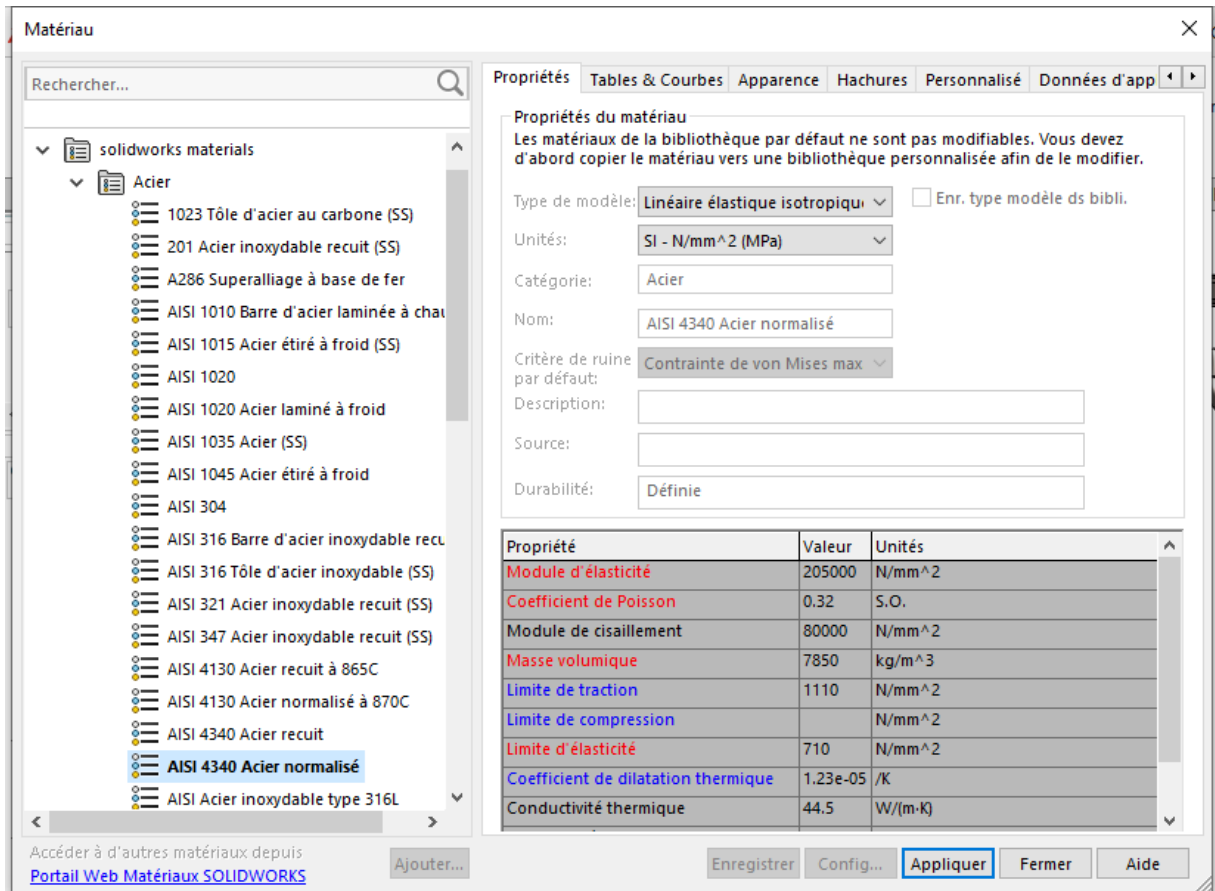 Matériau
Rechercher...
solidworks materials
Acier
1023 Tôle d'acier au carbone (SS)
201 Acier inoxydable recuit (SS)
A286 Superalliage à base de fer
AISI 1010 Barre d'acier laminée à chau
AISI 1015 Acier étiré à froid (SS)
AISI 1020
AISI 1020 Acier laminé à froid
AISI 1035 Acier (SS)
AISI 1045 Acier étiré à froid
AISI 304
AISI 316 Barre d'acier inoxydable recu
AISI 316 Tôle d'acier inoxydable (SS)
AISI 321 Acier inoxydable recuit (SS)
AISI 347 Acier inoxydable recuit (SS)
AISI 4130 Acier recuit à 865C
AISI 4130 Acier normalisé à 870C
AISI 4340 Acier recuit
AISI 4340 Acier normalisé
AISI Acier inoxydable type 316L
Accéder à d'autres matériaux depuis
Portail Web Matériaux SOLIDWORKS
Ajouter...
Propriétés Tables & Courbes Apparence Hachures Personnalisé Données d'app
Propriétés du matériau
Les matériaux de la bibliothèque par défaut ne sont pas modifiables. Vous devez
d'abord copier le matériau vers une bibliothèque personnalisée afin de le modifier.
Type de modèle: Linéaire élastique isotropiqu Enr. type modèle ds bibli.
Unités: SI - N/mm^2 (MPa)
Catégorie: Acier
Nom: AISI 4340 Acier normalisé
Critère de ruine
par défaut: Contrainte de von Mises max
Description:
Source:
Durabilité: Définie
Propriété Valeur Unités
Module d'élasticité 205000 N/mm^2
Coefficient de Poisson 0.32 S.O.
Module de cisaillement 80000 N/mm^2
Masse volumique 7850 kg/m^3
Limite de traction 1110 N/mm^2
Limite de compression N/mm^2
Limite d'élasticité 710 N/mm^2
Coefficient de dilatation thermique 1.23e-05 /K
Conductivité thermique 44.5 W/(m·K)
Enregistrer Config... Appliquer Fermer Aide